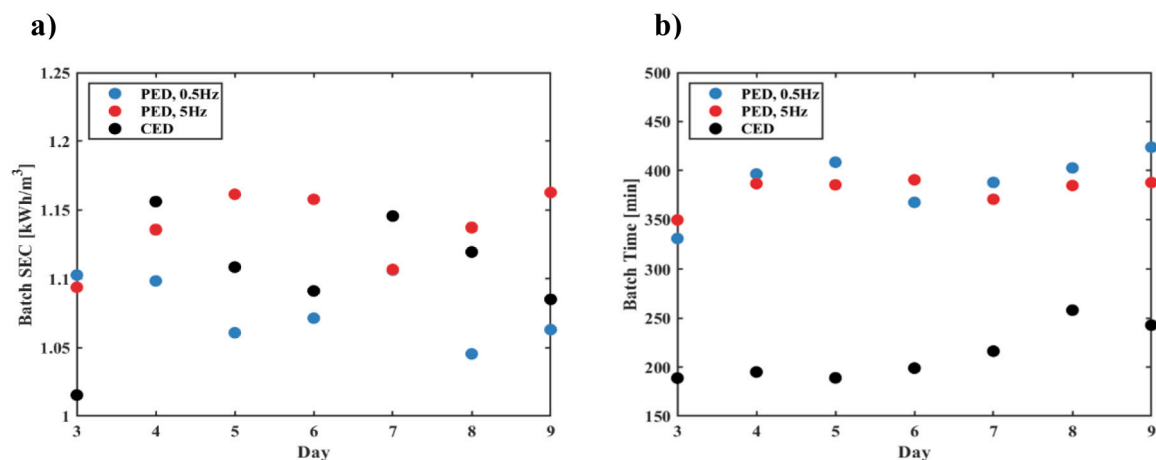 a)
1.25
1.2
1.15
1.1
1.05
1
Batch SEC [kWh/m³]
PED, 0.5Hz
PED, 5Hz
CED
3 4 5 6 7 8 9
Day
b)
500
450
400
350
300
250
200
150
Batch Time [min]
PED, 0.5Hz
PED, 5Hz
CED
3 4 5 6 7 8 9
Day